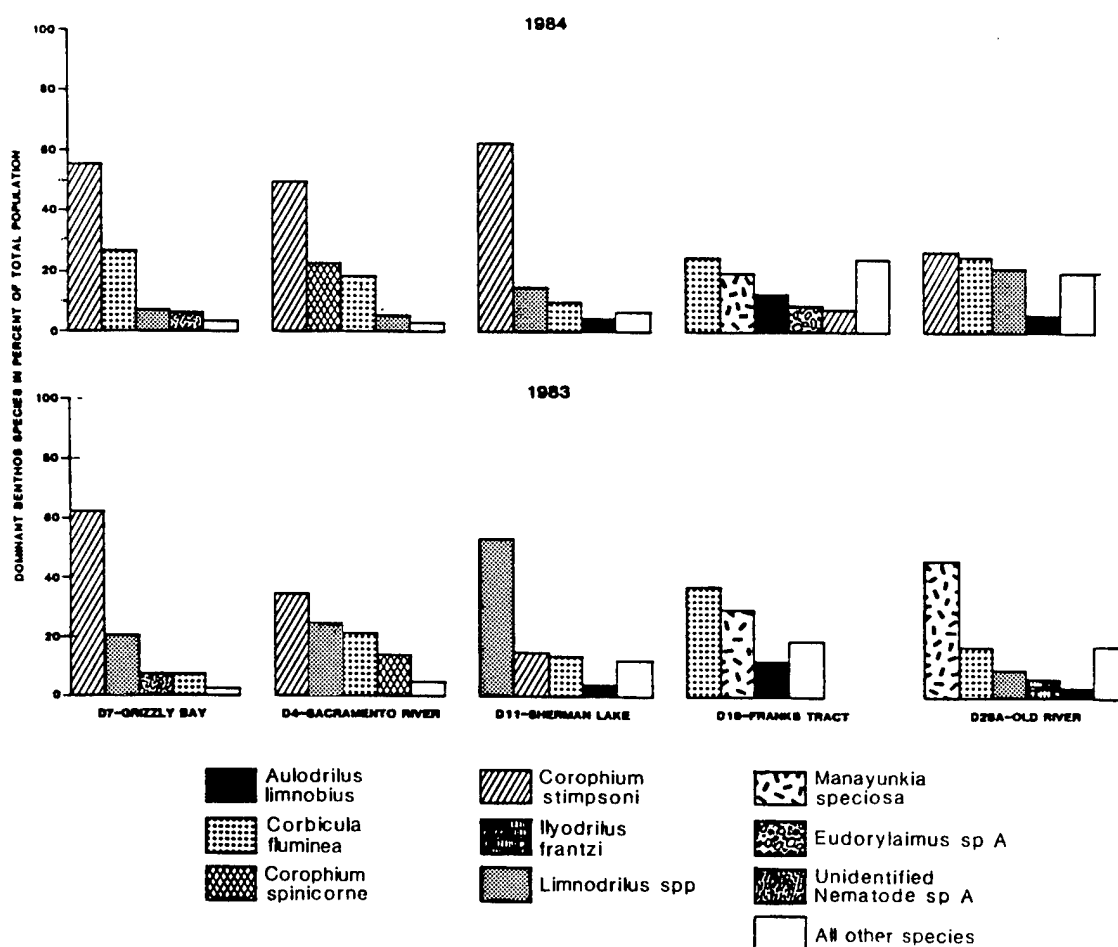 1984
DOMINANT BENTHOS SPECIES IN PERCENT OF TOTAL POPULATION
100
80
60
40
20
0
1983
100
80
60
40
20
0
D7-GRIZZLY BAY
D4-SACRAMENTO RIVER
D11-SHERMAN LAKE
D19-FRANKS TRACT
D28A-OLD RIVER
Aulodrilus
limnobius
Corbicula
fluminea
Corophium
spinicorne
Corophium
stimpsoni
Ilyodrilus
frantzi
Limnodrilus spp
Manayunkia
speciosa
Eudorylaimus sp A
Unidentified
Nematode sp A
All other species